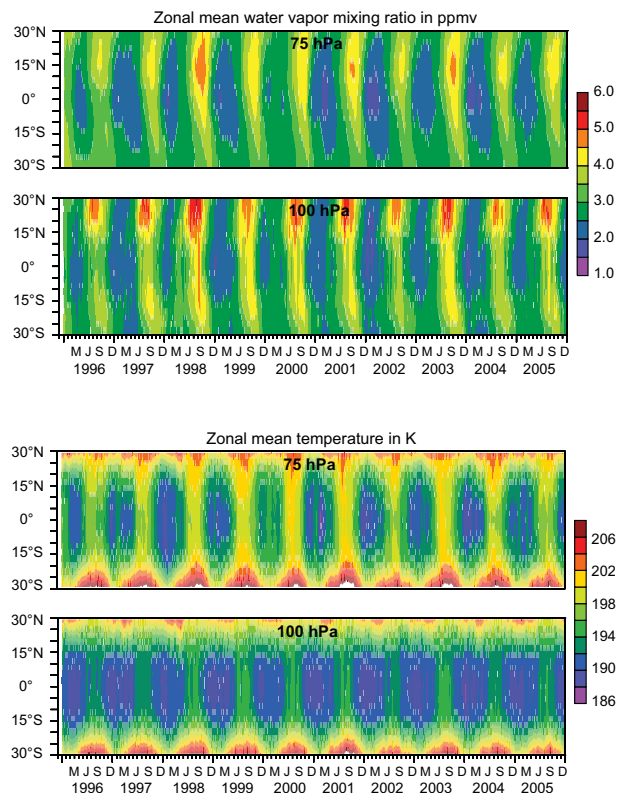 Zonal mean water vapor mixing ratio in ppmv
30°N
75 hPa
15°N
0°
15°S
30°S
6.0
5.0
4.0
3.0
2.0
1.0
30°N
100 hPa
15°N
0°
15°S
30°S
M J S D M J S D M J S D M J S D M J S D M J S D M J S D M J S D M J S D M J S D
1996 1997 1998 1999 2000 2001 2002 2003 2004 2005
Zonal mean temperature in K
30°N
75 hPa
15°N
0°
15°S
30°S
206
202
198
194
190
186
30°N
100 hPa
15°N
0°
15°S
30°S
M J S D M J S D M J S D M J S D M J S D M J S D M J S D M J S D M J S D M J S D
1996 1997 1998 1999 2000 2001 2002 2003 2004 2005